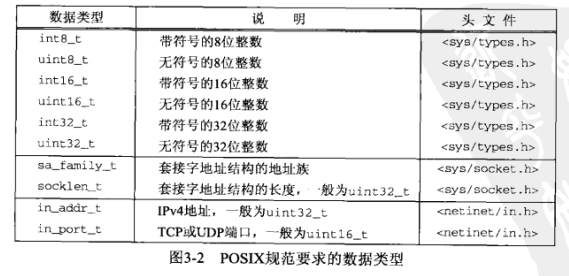 数据类型 说 明 头 文 件
int8_t 带符号的8位整数 <sys/types.h>
uint8_t 无符号的8位整数 <sys/types.h>
int16_t 带符号的16位整数 <sys/types.h>
uint16_t 无符号的16位整数 <sys/types.h>
int32_t 带符号的32位整数 <sys/types.h>
uint32_t 无符号的32位整数 <sys/types.h>
sa_family_t 套接字地址结构的地址族 <sys/socket.h>
socklen_t 套接字地址结构的长度，一般为uint32_t <sys/socket.h>
in_addr_t IPv4地址，一般为uint32_t <netinet/in.h>
in_port_t TCP或UDP端口，一般为uint16_t <netinet/in.h>
图3-2 POSIX规范要求的数据类型